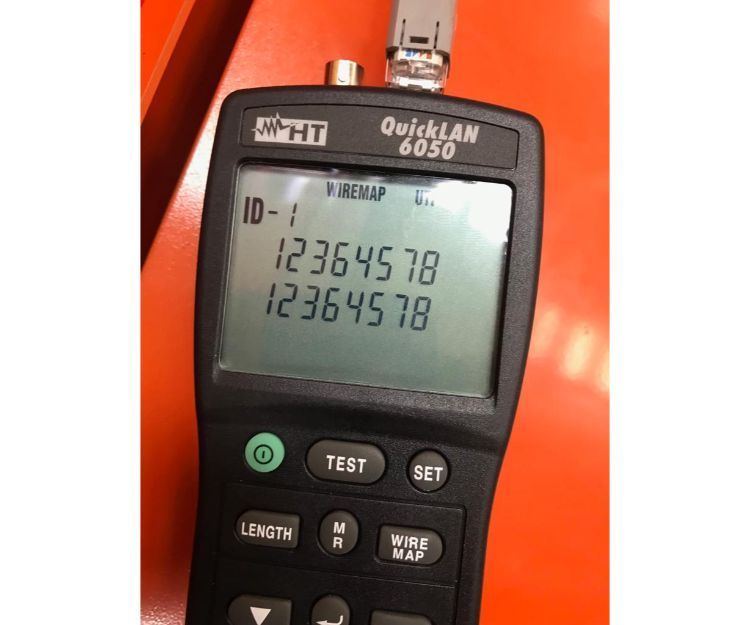 HT
QuickLAN
6050
WIREMAP
ID-1
12364578
12364578
TEST
SET
LENGTH
M
R
WIRE
MAP